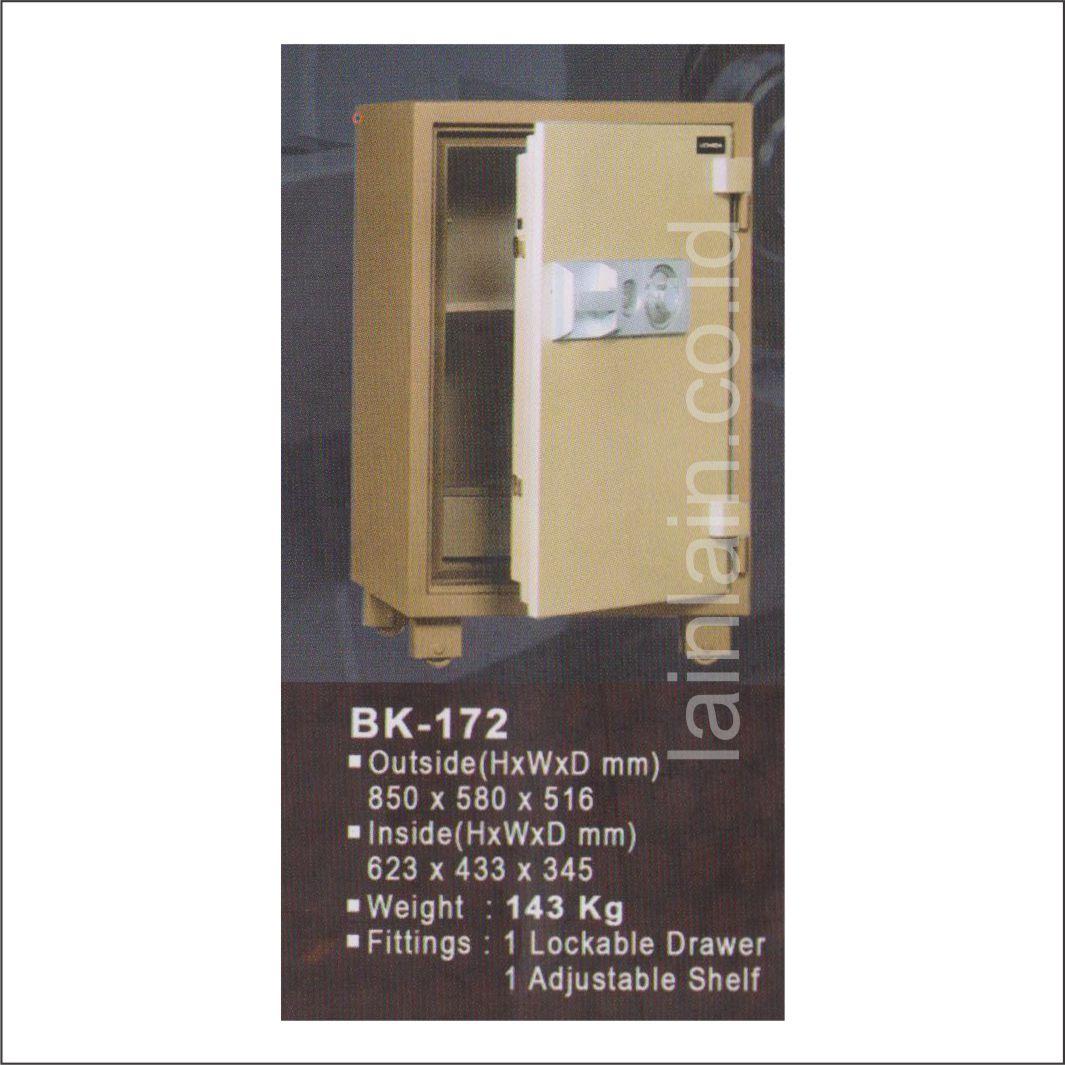 lainlain.co.id
BK-172
▪ Outside(HxWxD mm)
850 x 580 x 516
▪ Inside(HxWxD mm)
623 x 433 x 345
▪ Weight : 143 Kg
▪ Fittings : 1 Lockable Drawer
1 Adjustable Shelf